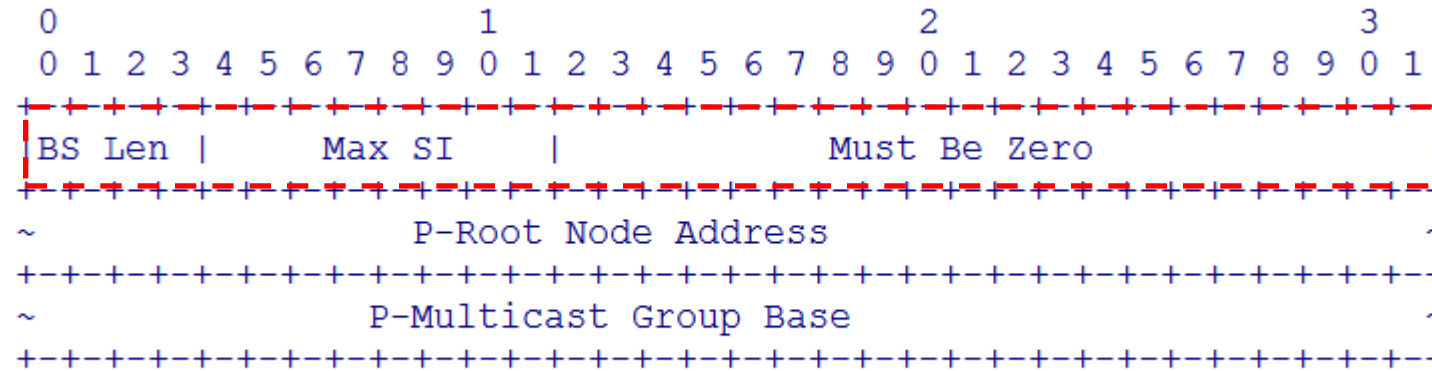 0 1 2 3
0 1 2 3 4 5 6 7 8 9 0 1 2 3 4 5 6 7 8 9 0 1 2 3 4 5 6 7 8 9 0 1
+-+-+-+-+-+-+-+-+-+-+-+-+-+-+-+-+-+-+-+-+-+-+-+-+-+-+-+-+-+-+-+-
|BS Len | Max SI | Must Be Zero
+-+-+-+-+-+-+-+-+-+-+-+-+-+-+-+-+-+-+-+-+-+-+-+-+-+-+-+-+-+-+-+-
~ P-Root Node Address ~
+-+-+-+-+-+-+-+-+-+-+-+-+-+-+-+-+-+-+-+-+-+-+-+-+-+-+-+-+-+-+-+-
~ P-Multicast Group Base ~
+-+-+-+-+-+-+-+-+-+-+-+-+-+-+-+-+-+-+-+-+-+-+-+-+-+-+-+-+-+-+-+-